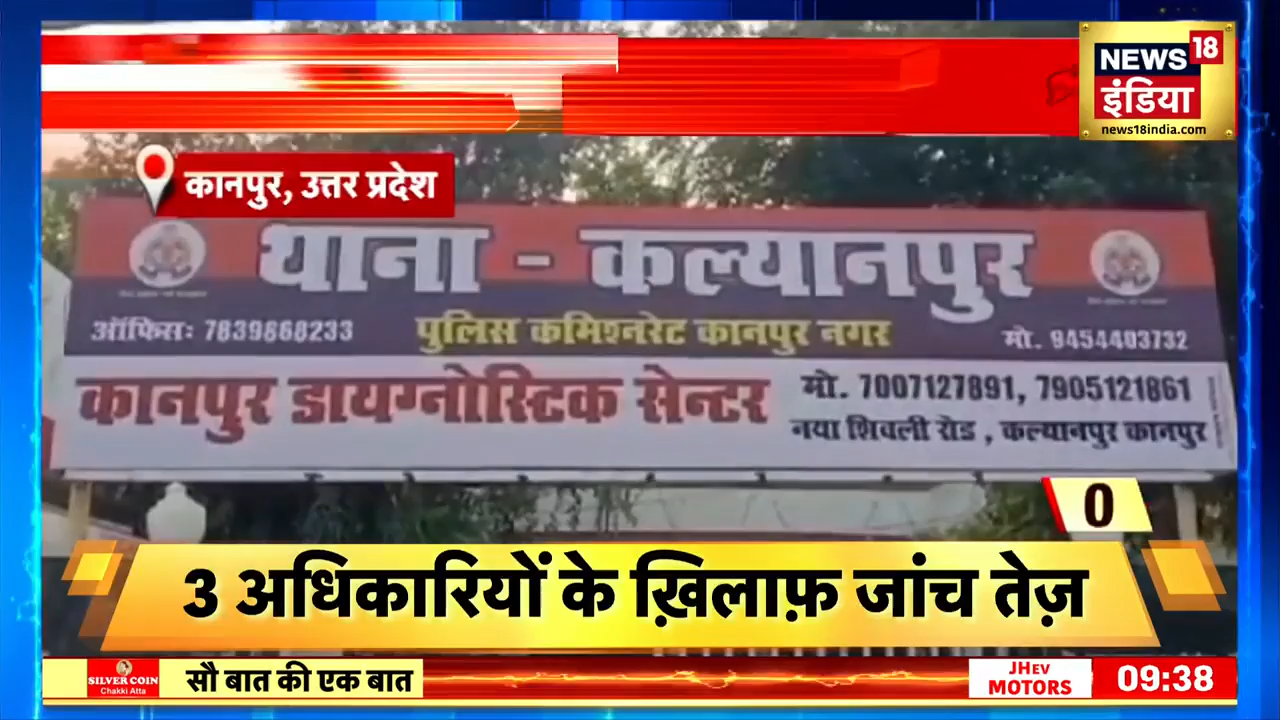 NEWS 18
इंडिया
news18india.com
कानपुर, उत्तर प्रदेश
थाना - कल्यानपुर
ऑफिसः 7839868233 पुलिस कमिश्नरेट कानपुर नगर मो. 9454403732
कानपुर डायग्नोस्टिक सेन्टर मो. 7007127891, 7905121861
नया शिवली रोड , कल्यानपुर कानपुर
0
3 अधिकारियों के ख़िलाफ़ जांच तेज़
SILVER COIN
Chakki Atta
सौ बात की एक बात
JHEV
MOTORS
09:38